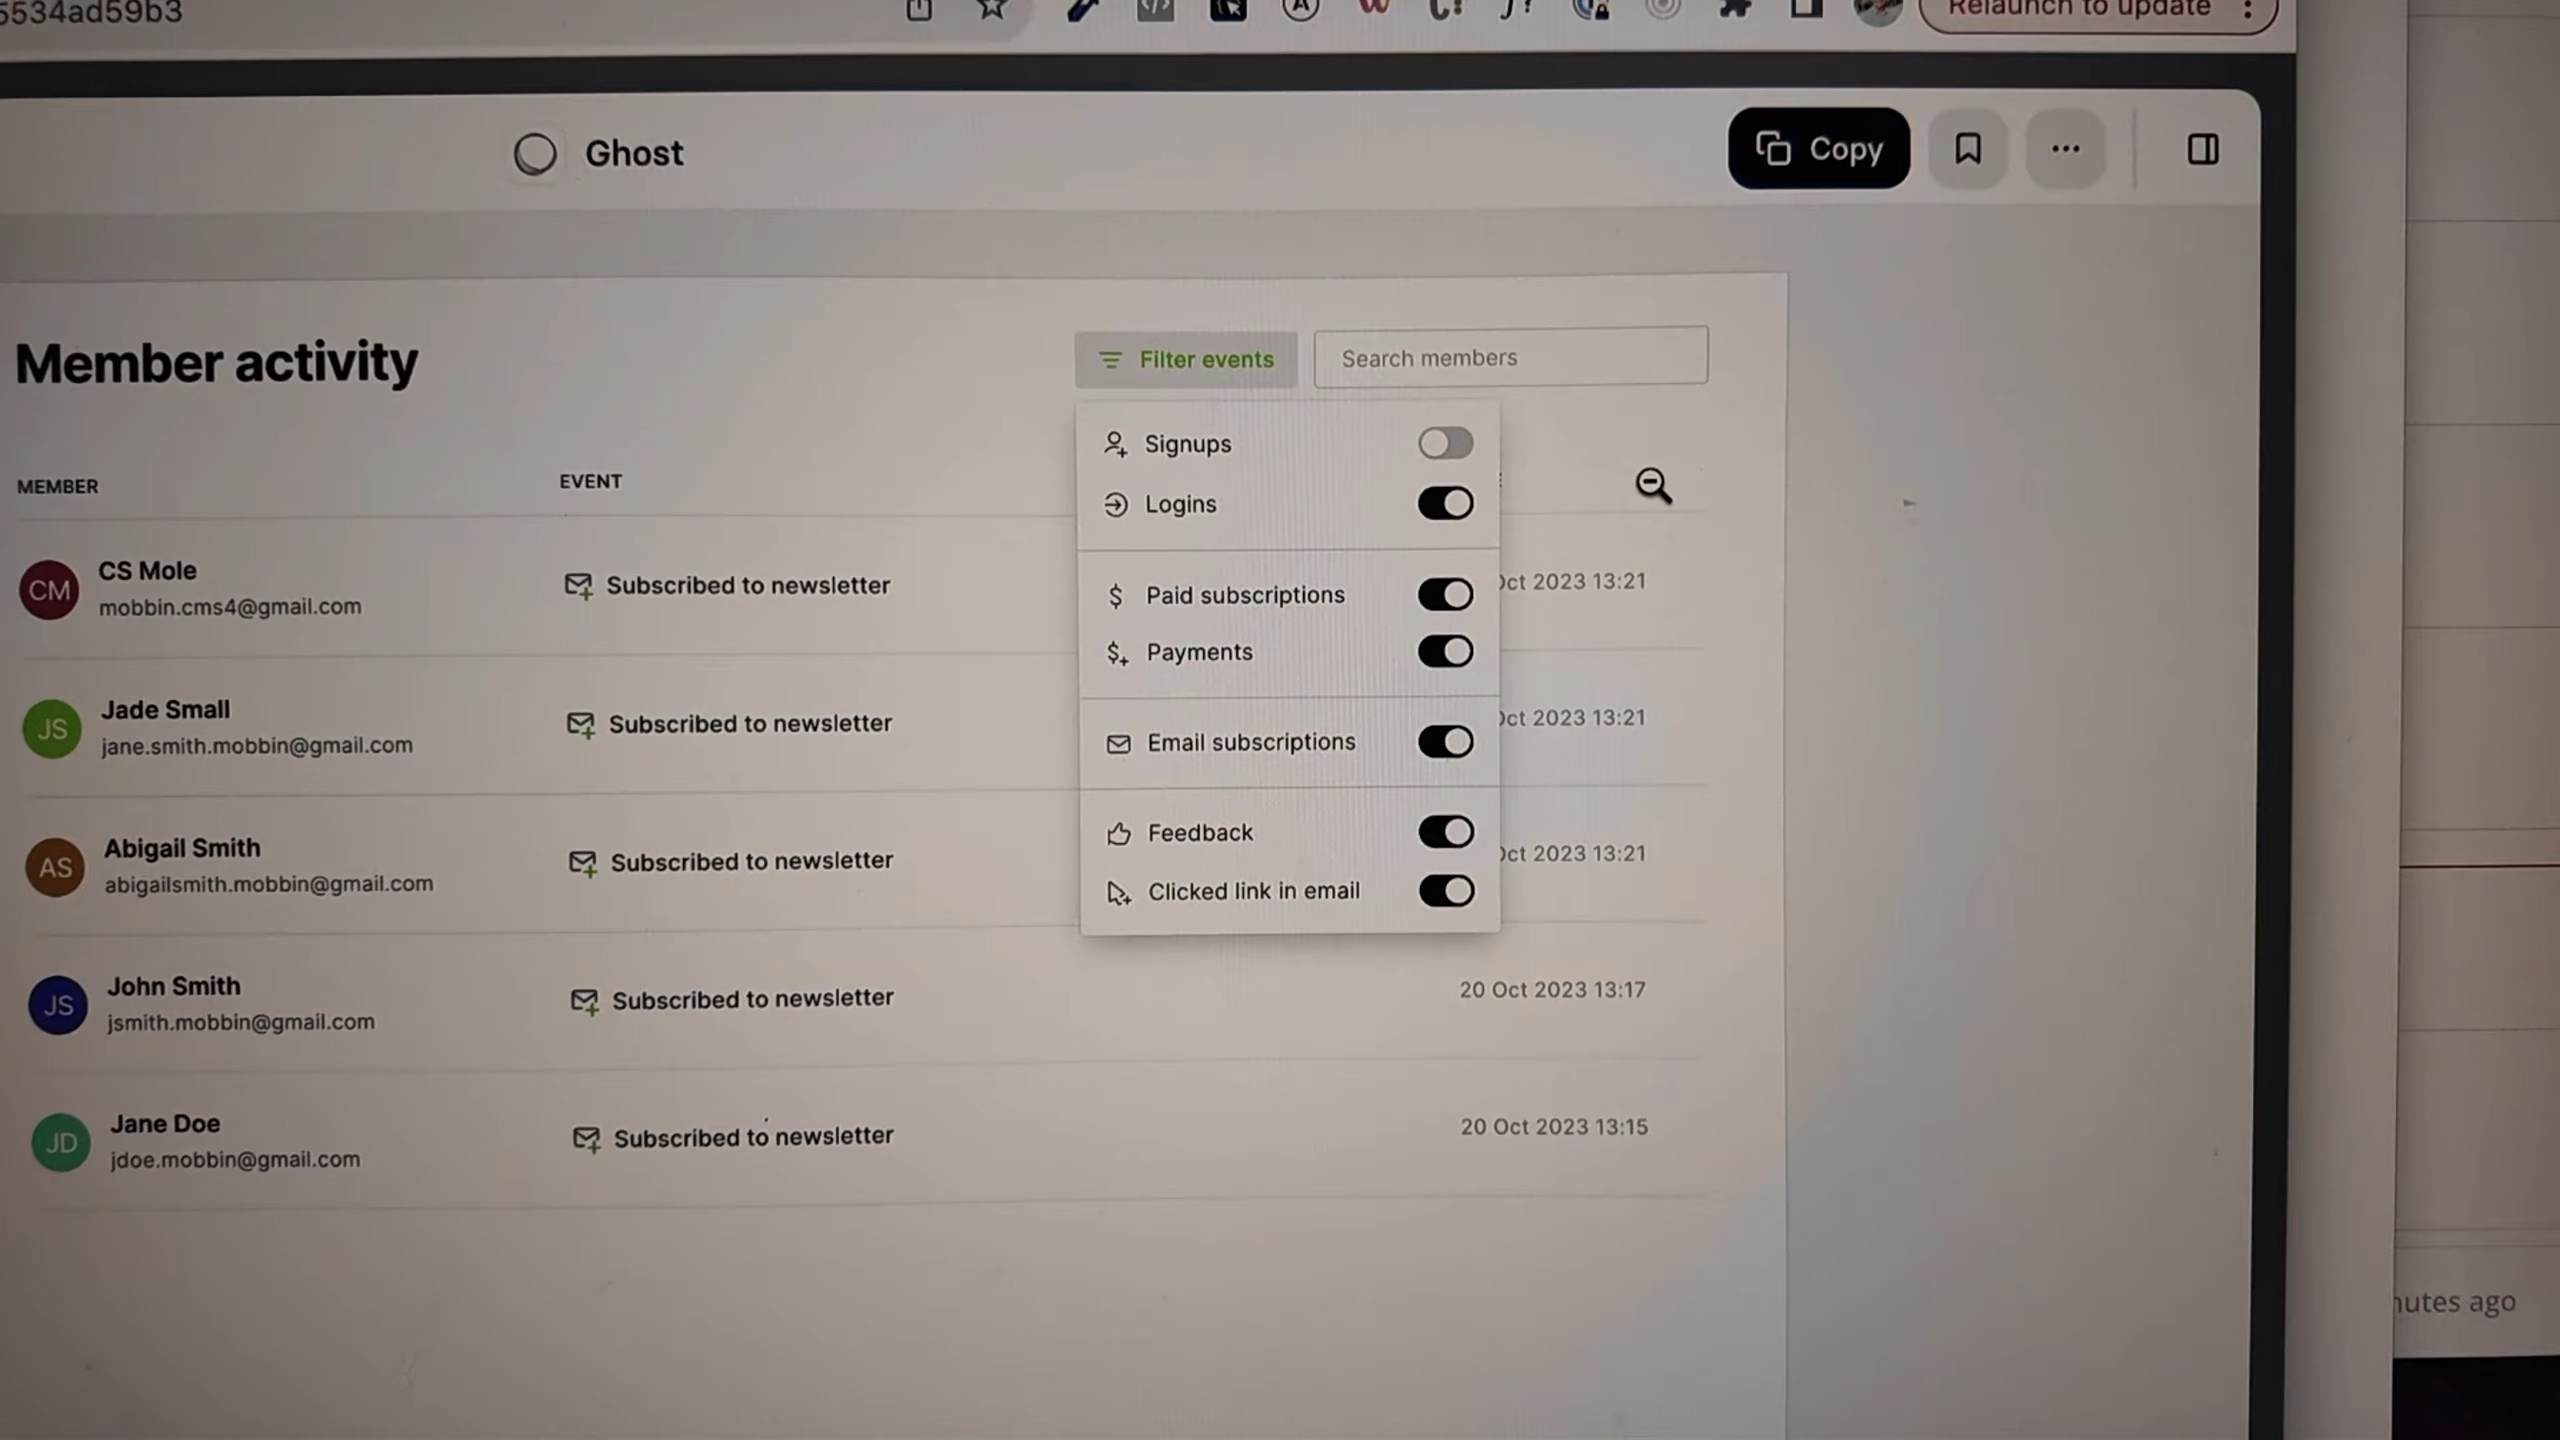 5534ad59b3
Relaunch to update
Ghost
Copy
Member activity
Filter events
Search members
MEMBER
EVENT
Signups
Logins
Paid subscriptions
Payments
Email subscriptions
Feedback
Clicked link in email
CM
CS Mole
mobbin.cms4@gmail.com
Subscribed to newsletter
Oct 2023 13:21
JS
Jade Small
jane.smith.mobbin@gmail.com
Subscribed to newsletter
Oct 2023 13:21
AS
Abigail Smith
abigailsmith.mobbin@gmail.com
Subscribed to newsletter
Oct 2023 13:21
JS
John Smith
jsmith.mobbin@gmail.com
Subscribed to newsletter
20 Oct 2023 13:17
JD
Jane Doe
jdoe.mobbin@gmail.com
Subscribed to newsletter
20 Oct 2023 13:15
nutes ago